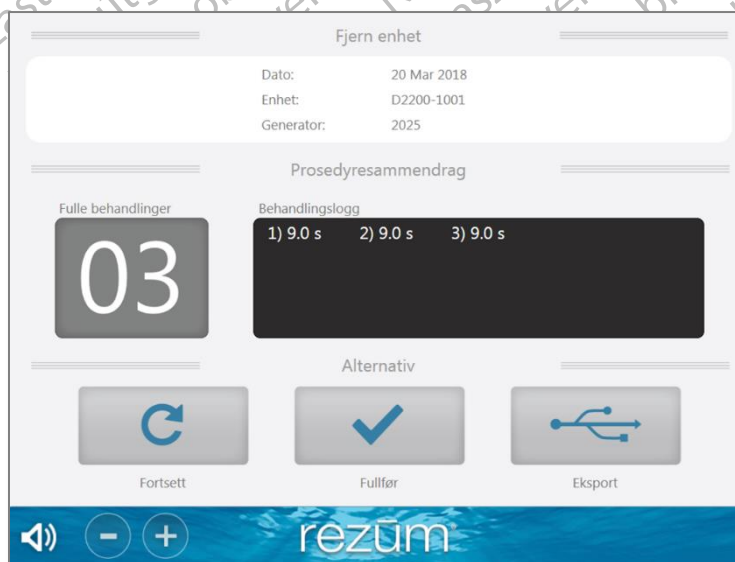 Fjern enhet
Dato: 20 Mar 2018
Enhet: D2200-1001
Generator: 2025
Prosedyresammendrag
Fulle behandlinger
Behandlingslogg
03
1) 9.0 s 2) 9.0 s 3) 9.0 s
Alternativ
Fortsett Fullfør Eksport
rezūm